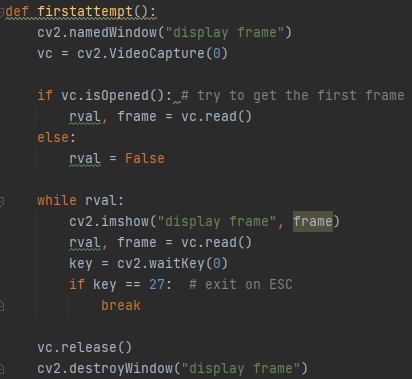 def firstattempt():
    cv2.namedWindow("display frame")
    vc = cv2.VideoCapture(0)

    if vc.isOpened(): # try to get the first frame
        rval, frame = vc.read()
    else:
        rval = False

    while rval:
        cv2.imshow("display frame", frame)
        rval, frame = vc.read()
        key = cv2.waitKey(0)
        if key == 27:  # exit on ESC
            break

    vc.release()
    cv2.destroyWindow("display frame")